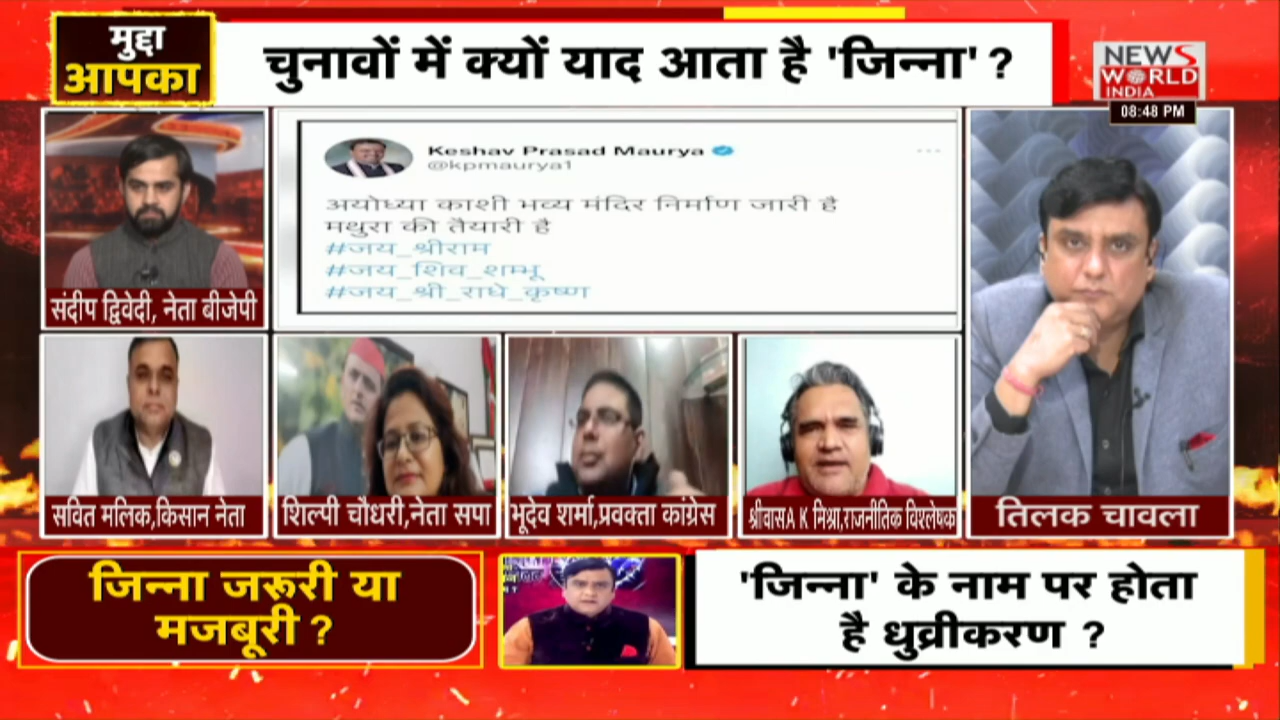 मुद्दा
आपका
चुनावों में क्यों याद आता है 'जिन्ना' ?
NEWS
WORLD
INDIA
08:48 PM
Keshav Prasad Maurya
@kpmaurya1
अयोध्या काशी भव्य मंदिर निर्माण जारी है
मथुरा की तैयारी है
#जय_श्रीराम
#जय_शिव_शम्भू
#जय_श्री_राधे_कृष्ण
संदीप द्विवेदी, नेता बीजेपी
सवित मलिक,किसान नेता
शिल्पी चौधरी,नेता सपा
भूदेव शर्मा,प्रवक्ता कांग्रेस
श्रीवासA K मिश्रा,राजनीतिक विश्लेषक
तिलक चावला
जिन्ना जरूरी या
मजबूरी ?
'जिन्ना' के नाम पर होता
है धुव्रीकरण ?